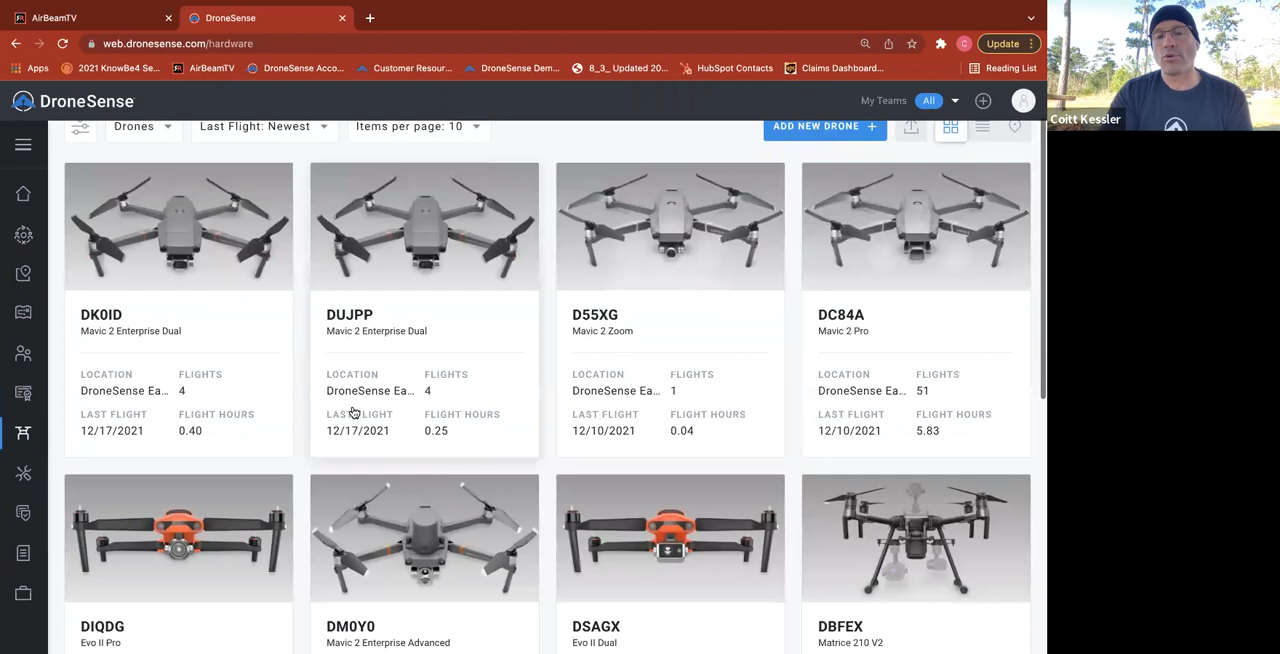 AirBeamTV
DroneSense
web.dronesense.com/hardware
Update
Apps
2021 KnowBe4 Se...
AirBeamTV
DroneSense Acco...
Customer Resour...
DroneSense Dem...
8_3_ Updated 20...
HubSpot Contacts
Claims Dashboard...
Reading List
DroneSense
My Teams All
Coitt Kessler
Drones
Last Flight: Newest
Items per page: 10
ADD NEW DRONE +
DK0ID
Mavic 2 Enterprise Dual
LOCATION FLIGHTS
DroneSense Ea... 4
LAST FLIGHT FLIGHT HOURS
12/17/2021 0.40
DUJPP
Mavic 2 Enterprise Dual
LOCATION FLIGHTS
DroneSense Ea... 4
LAST FLIGHT FLIGHT HOURS
12/17/2021 0.25
D55XG
Mavic 2 Zoom
LOCATION FLIGHTS
DroneSense Ea... 1
LAST FLIGHT FLIGHT HOURS
12/10/2021 0.04
DC84A
Mavic 2 Pro
LOCATION FLIGHTS
DroneSense Ea... 51
LAST FLIGHT FLIGHT HOURS
12/10/2021 5.83
DIQDG
Evo II Pro
DM0Y0
Mavic 2 Enterprise Advanced
DSAGX
Evo II Dual
DBFEX
Matrice 210 V2